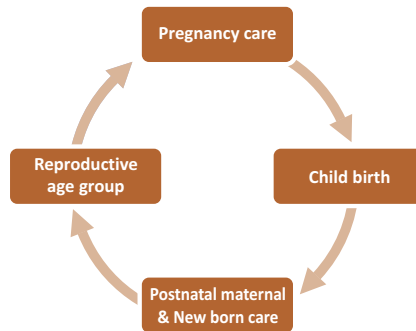 Pregnancy care
Child birth
Postnatal maternal
& New born care
Reproductive
age group